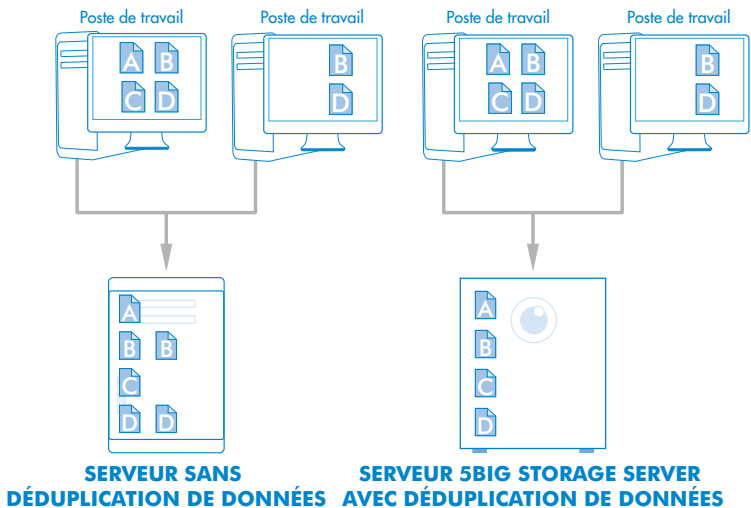 Poste de travail
Poste de travail
Poste de travail
Poste de travail
A B
C D
B
D
A B
C D
B
D
A
B B
C
D D
A
B
C
D
SERVEUR SANS
DÉDUPLICATION DE DONNÉES
SERVEUR 5BIG STORAGE SERVER
AVEC DÉDUPLICATION DE DONNÉES